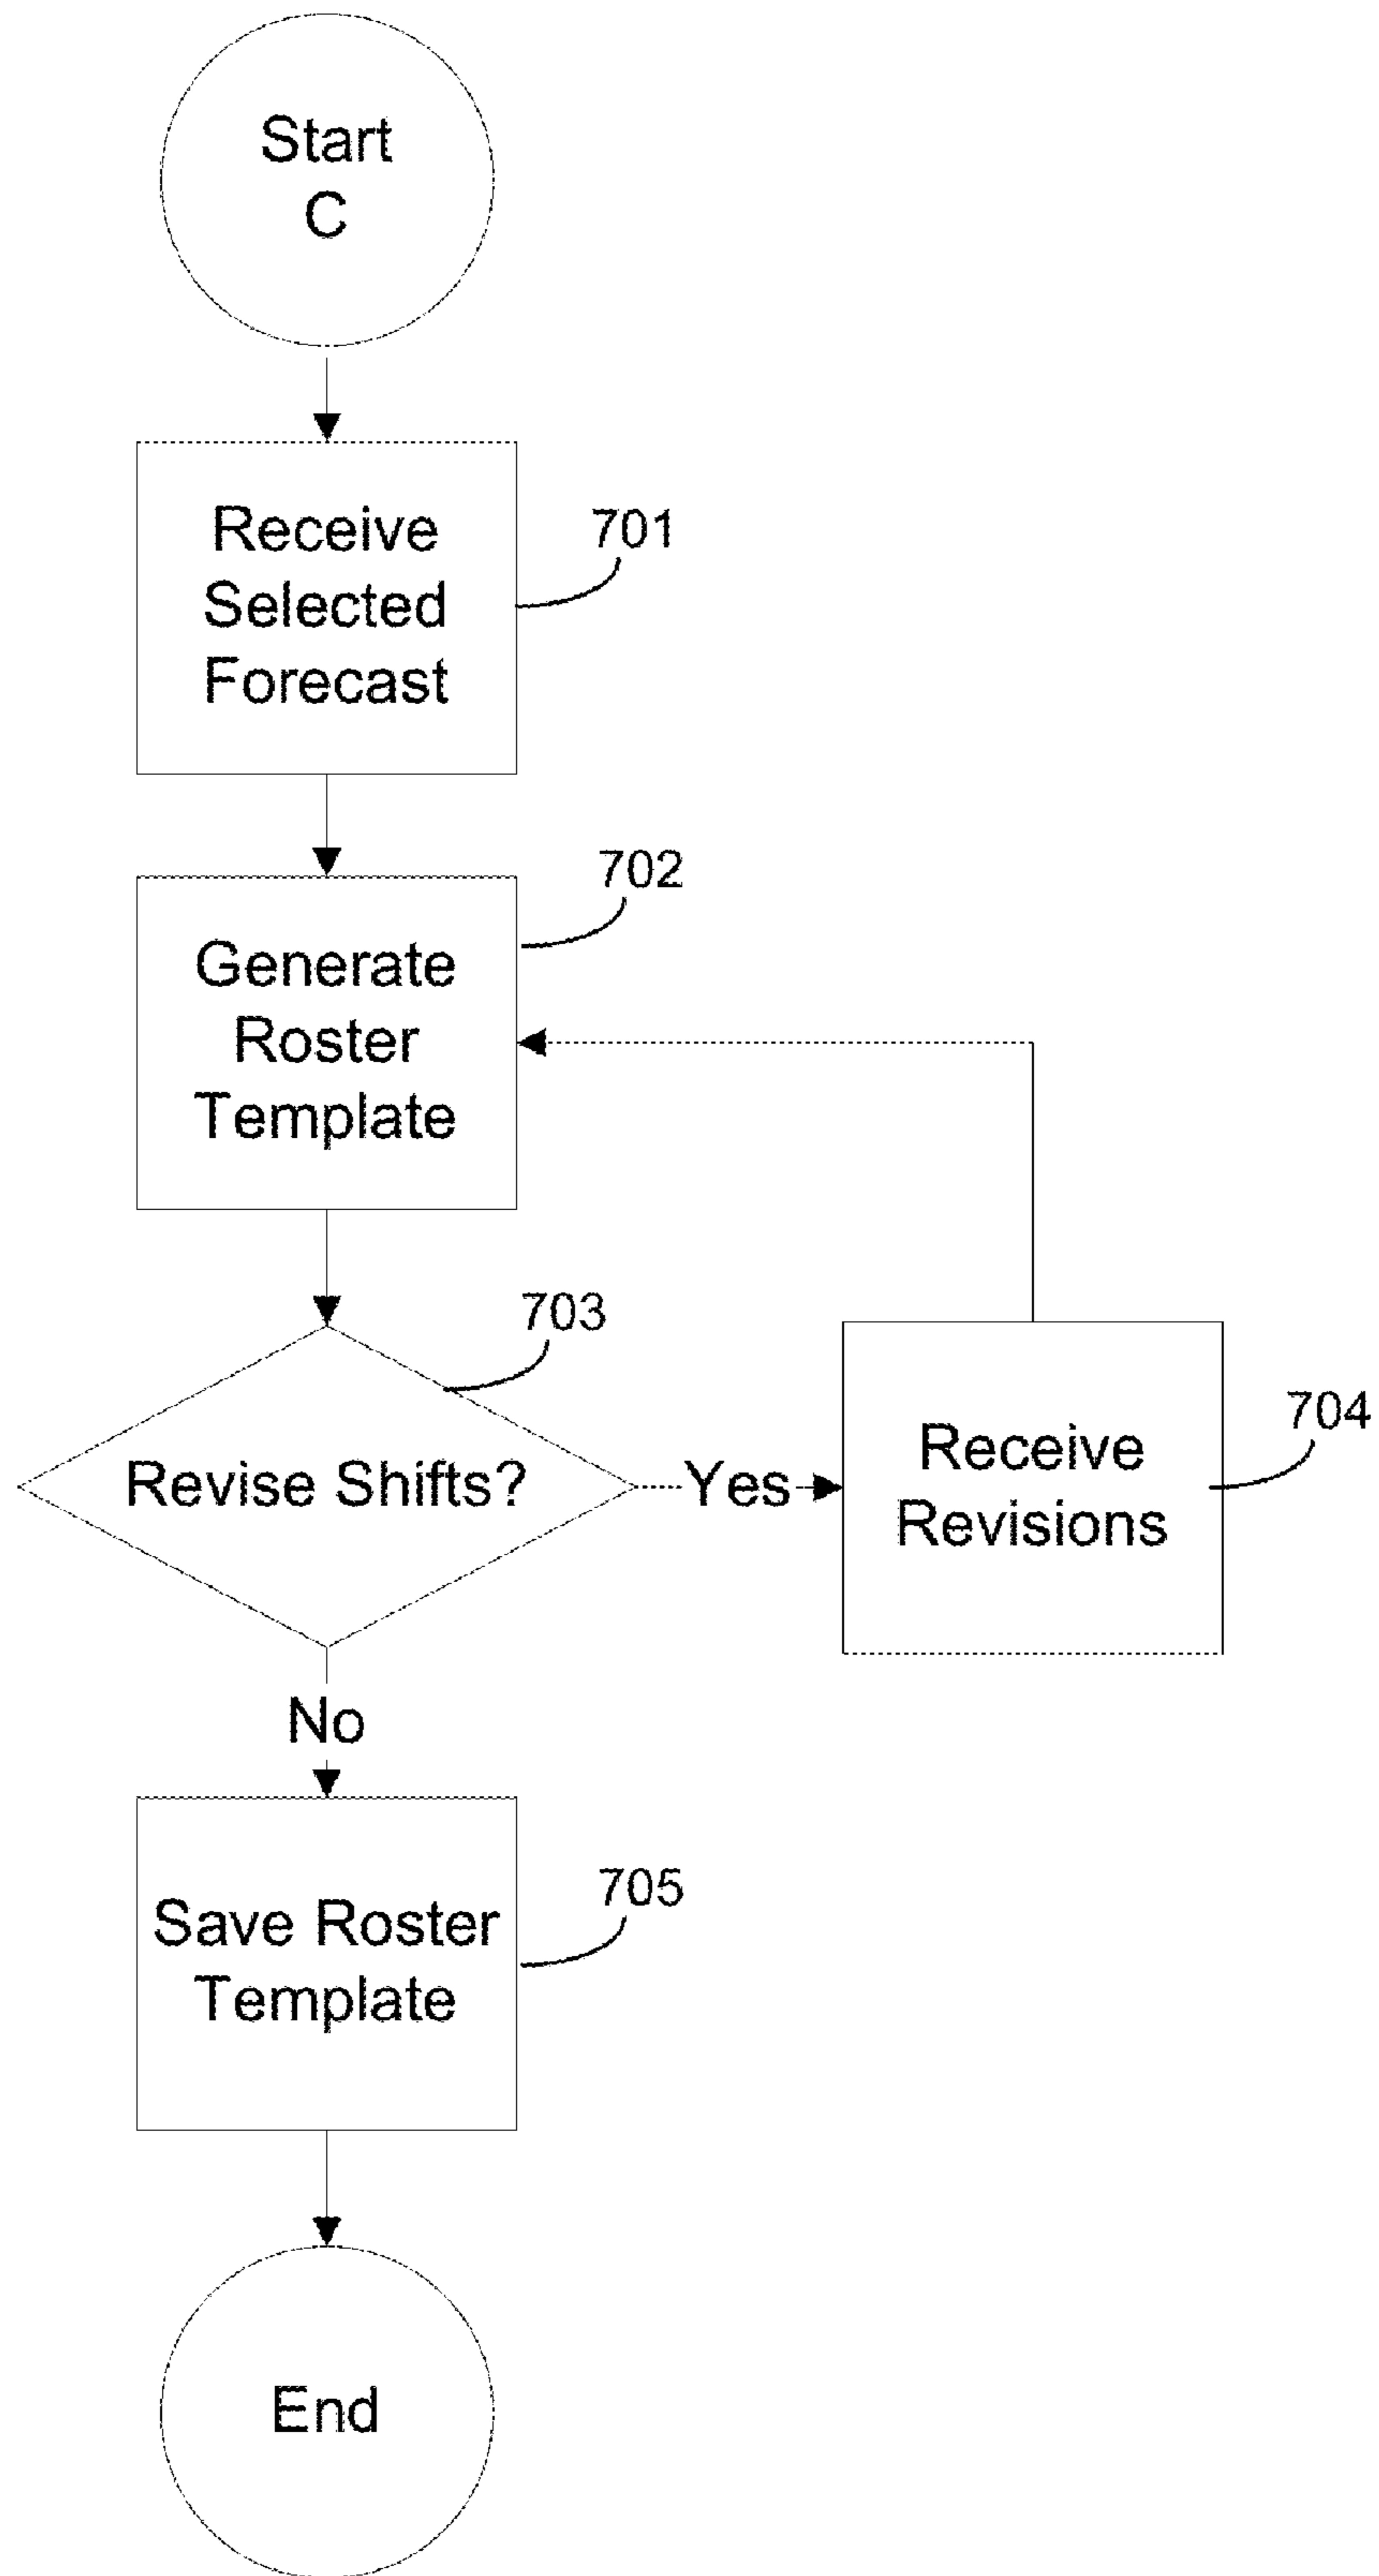 Start
C
Receive
Selected
Forecast
701
Generate
Roster
Template
702
Revise Shifts?
703
Yes
Receive
Revisions
704
No
Save Roster
Template
705
End